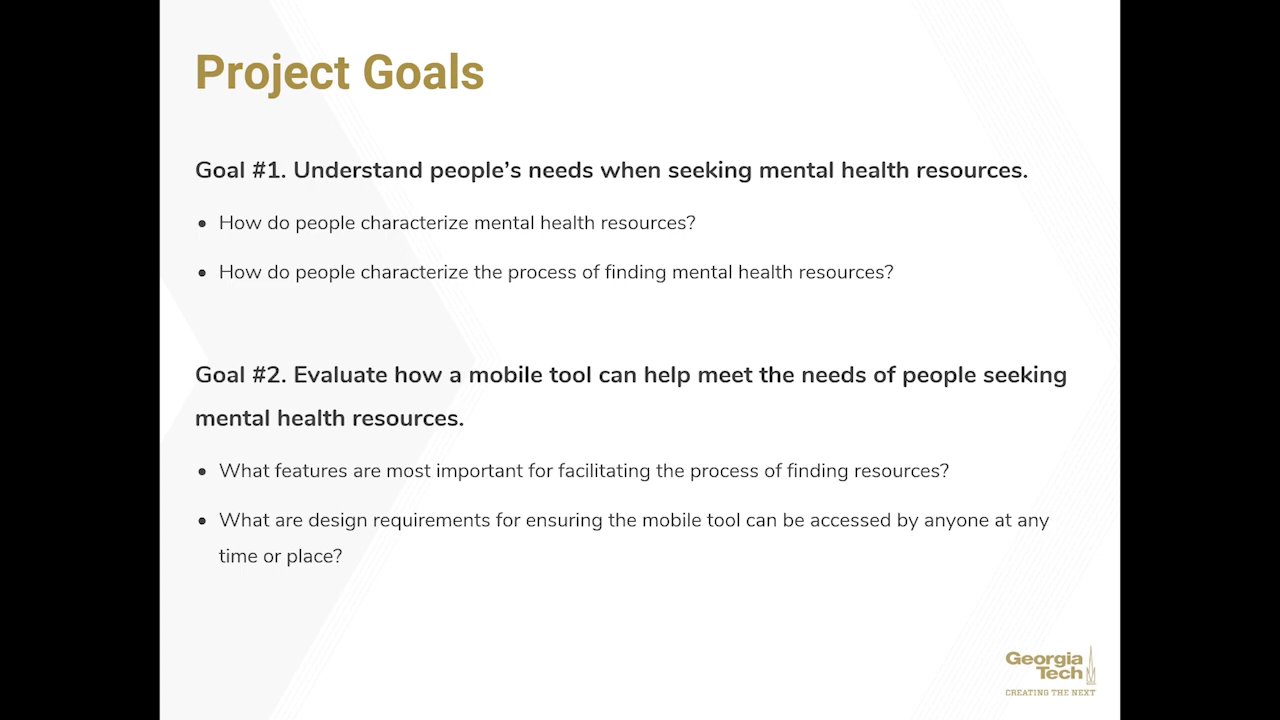 Project Goals
Goal #1. Understand people’s needs when seeking mental health resources.
• How do people characterize mental health resources?
• How do people characterize the process of finding mental health resources?
Goal #2. Evaluate how a mobile tool can help meet the needs of people seeking
mental health resources.
• What features are most important for facilitating the process of finding resources?
• What are design requirements for ensuring the mobile tool can be accessed by anyone at any
time or place?
Georgia
Tech
CREATING THE NEXT